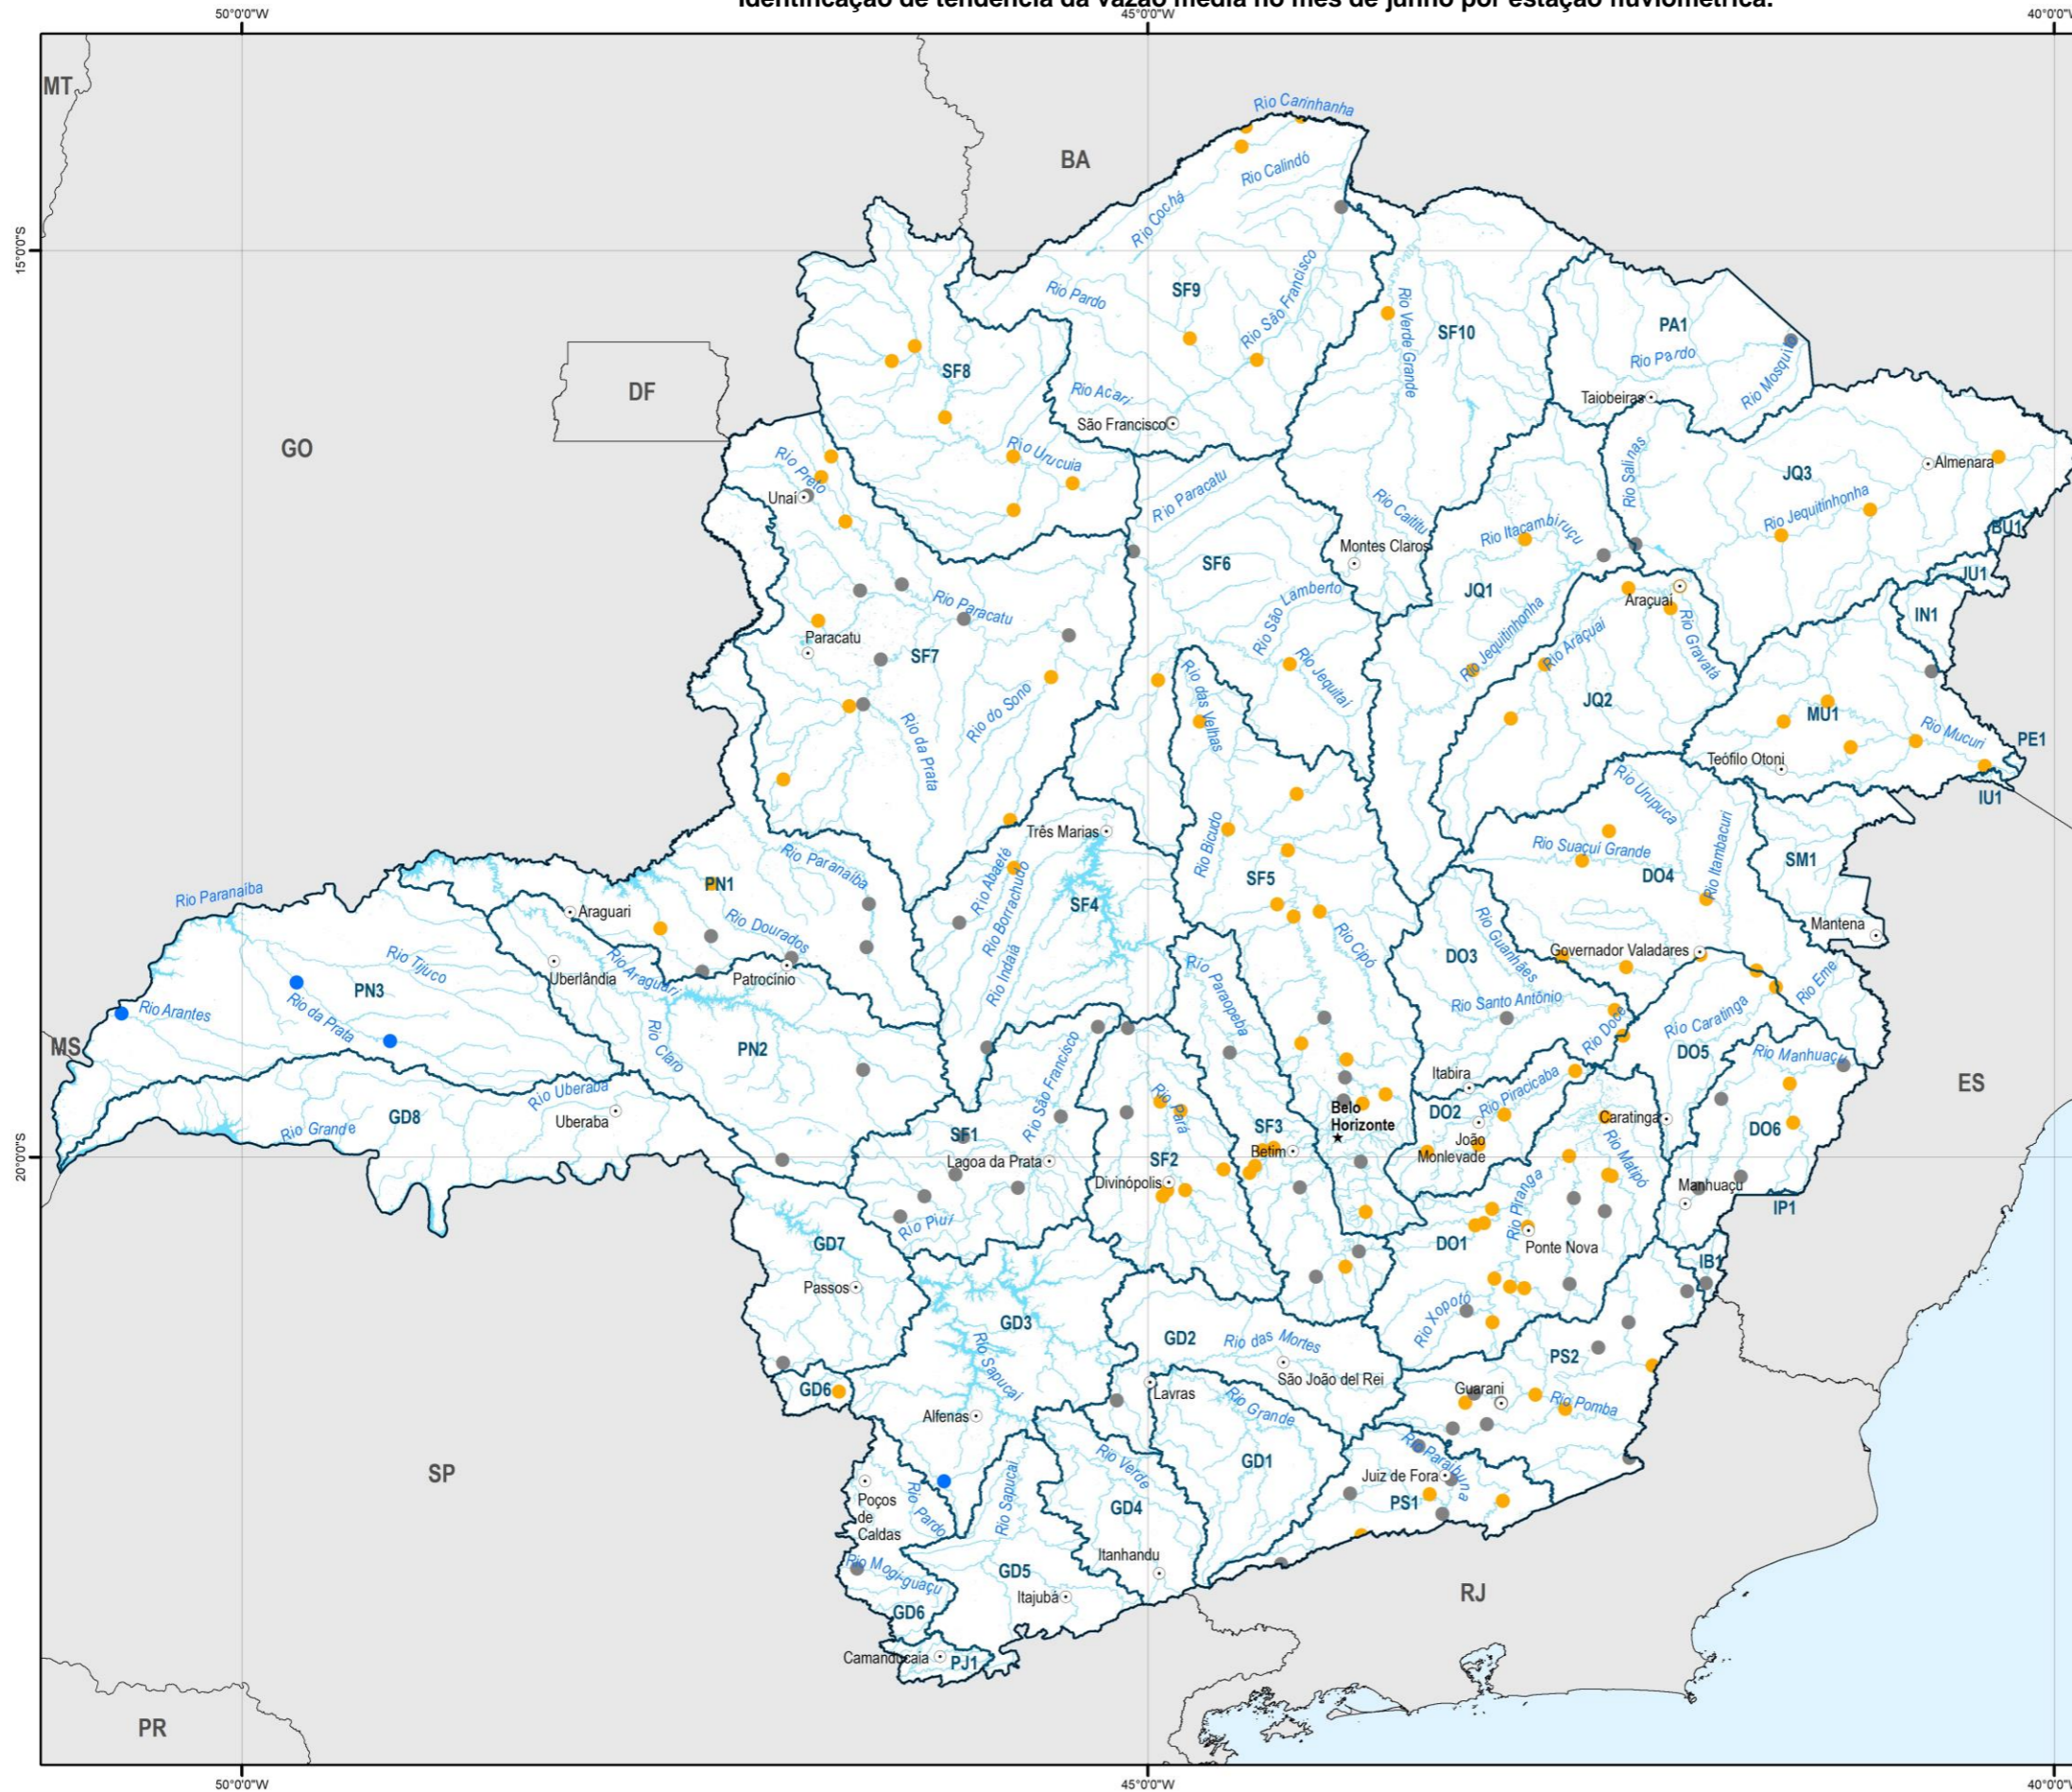 Identificação de tendência da vazão média no mês de junho por estação fluviométrica.
50°0'0"W
45°0'0"W
40°0'0"W
MT
Rio Carinhanha
BA
Rio Calindó
Rio Cochá
15°0'0"S
SF9
Rio Pardo
Rio São Francisco
Rio Verde Grande
SF10
PA1
Rio Pardo
Rio Mosquito
DF
SF8
Rio Acari
Taiobeiras
São Francisco
GO
Rio Urucuia
Rio Preto
Unaí
Rio Paracatu
Rio Salinas
JQ3
Almenara
Rio Caititu
Rio Itacambiruçu
Rio Jequitinhonha
BU1
Montes Claros
SF6
JU1
JQ1
Rio São Lamberto
Araçuaí
IN1
Rio Paracatu
Paracatu
SF7
Rio Jequitinhonha
Rio Araçuaí
Rio Gravatá
Rio do Sono
Rio das Velhas
Rio Jequitaí
JQ2
MU1
Rio Mucuri
PE1
Rio da Prata
Teófilo Otoni
IU1
Rio Urupuca
Três Marias
Rio Bicudo
Rio Suaçuí Grande
Rio Itambacuri
SM1
Rio Paranaíba
Rio Abaeté
DO4
Rio Paranaíba
PN1
SF4
SF5
Araguari
Rio Dourados
Rio Borrachudo
Rio Cipó
DO3
Rio Guanhães
Mantena
Governador Valadares
Rio Tijuco
Uberlândia
Rio Araguari
Patrocínio
Rio Indaiá
Rio Paraopeba
Rio Eme
PN3
Rio da Prata
Rio Arantes
Rio Santo Antônio
Rio Doce
Rio Caratinga
MS
Rio Claro
PN2
Rio São Francisco
DO5
Rio Manhuaçu
ES
Itabira
Rio Uberaba
Rio Pará
Rio Piracicaba
GD8
Uberaba
Belo
Horizonte
DO2
Caratinga
Rio Grande
SF1
SF3
João
Monlevade
DO6
Betim
Rio Matipó
20°0'0"S
Lagoa da Prata
SF2
Divinópolis
Manhuaçu
Rio Piranga
IP1
Rio Piuí
GD7
DO1
Ponte Nova
IB1
Passos
Rio Xopotó
GD3
GD2
Rio das Mortes
PS2
Rio Sapucaí
São João del Rei
GD6
Lavras
Guarani
Rio Pomba
Alfenas
Rio Grande
SP
Rio Verde
GD1
Rio Paraibuna
Juiz de Fora
Poços
de
Caldas
Rio Pardo
Rio Sapucaí
GD4
PS1
Itanhandu
Rio Mogi-guaçu
GD5
Itajubá
RJ
GD6
Camanducaia
PJ1
PR
50°0'0"W
45°0'0"W
40°0'0"W